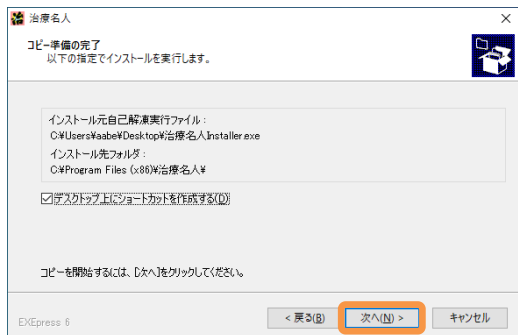 治療名人
コピー準備の完了
以下の指定でインストールを実行します。
インストール元自己解凍実行ファイル：
C:¥Users¥aabe¥Desktop¥治療名人Installer.exe
インストール先フォルダ：
C:¥Program Files (x86)¥治療名人¥
デスクトップ上にショートカットを作成する(D)
コピーを開始するには、[次へ]をクリックしてください。
EXEpress 6
< 戻る(B) 次へ(N) > キャンセル